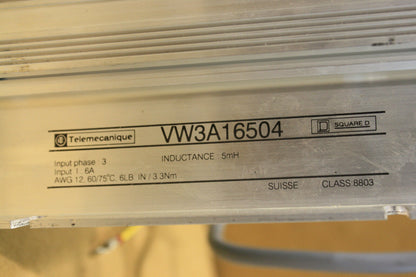 Telemecanique VW3A16504 SQUARE D
Input phase : 3 INDUCTANCE : 5mH
Input I : 6A
AWG 12, 60/75°C, 6LB IN / 3.3Nm
SUISSE CLASS 8803